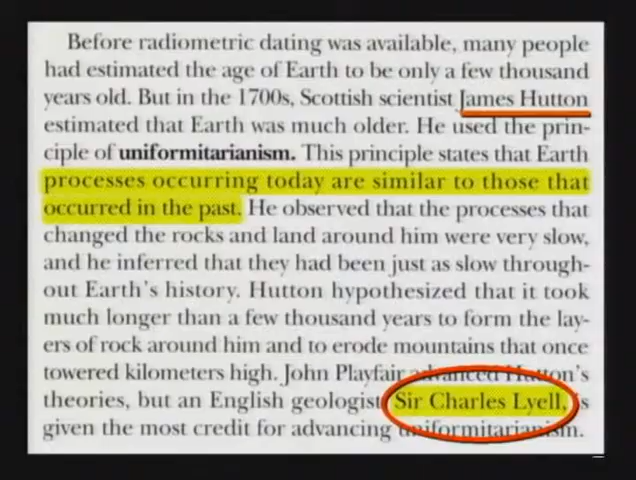 Before radiometric dating was available, many people
had estimated the age of Earth to be only a few thousand
years old. But in the 1700s, Scottish scientist James Hutton
estimated that Earth was much older. He used the prin-
ciple of uniformitarianism. This principle states that Earth
processes occurring today are similar to those that
occurred in the past. He observed that the processes that
changed the rocks and land around him were very slow,
and he inferred that they had been just as slow through-
out Earth's history. Hutton hypothesized that it took
much longer than a few thousand years to form the lay-
ers of rock around him and to erode mountains that once
towered kilometers high. John Playfair advanced Hutton's
theories, but an English geologist, Sir Charles Lyell, is
given the most credit for advancing uniformitarianism.